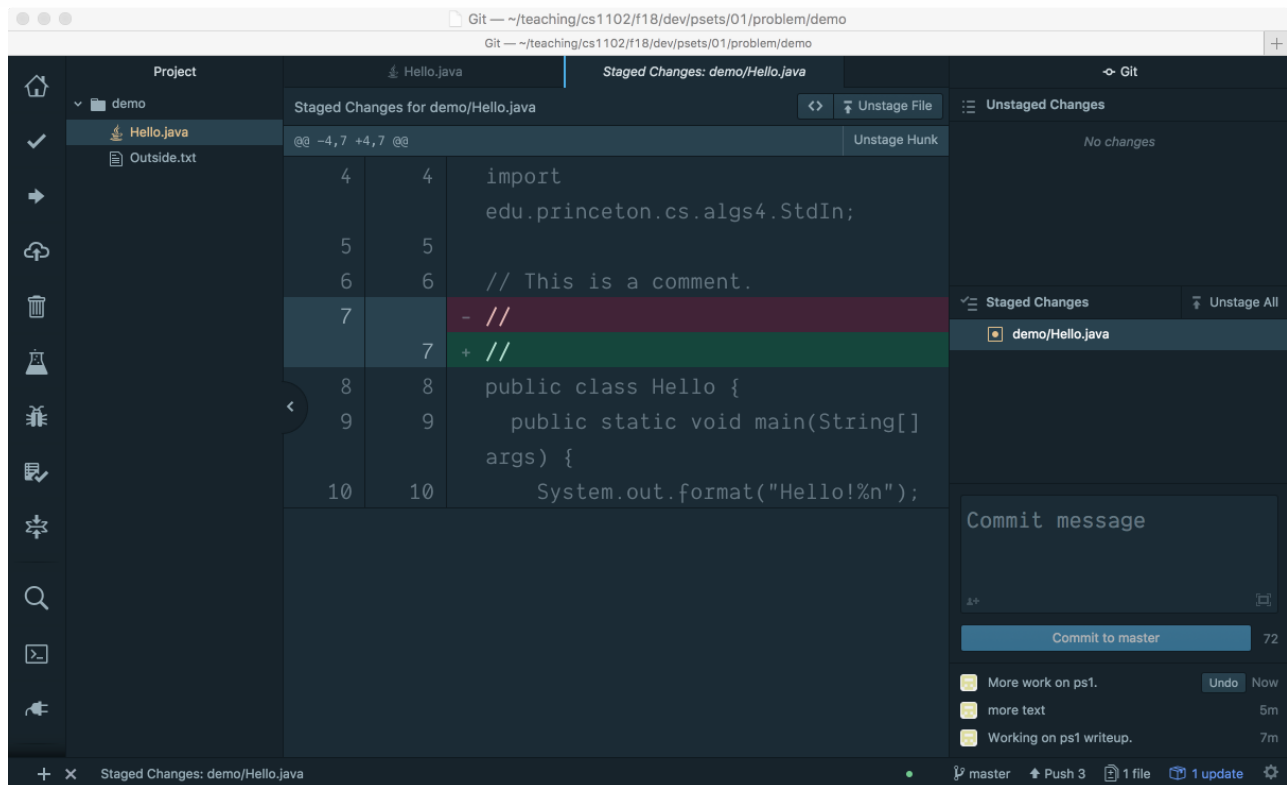 Git — ~/teaching/cs1102/f18/dev/psets/01/problem/demo
Git — ~/teaching/cs1102/f18/dev/psets/01/problem/demo +
Project
demo
Hello.java
Outside.txt
Hello.java
Staged Changes: demo/Hello.java
Staged Changes for demo/Hello.java <> Unstage File
@@ -4,7 +4,7 @@ Unstage Hunk
4 4 import
edu.princeton.cs.algs4.StdIn;
5 5
6 6 // This is a comment.
7 - //
7 + //
8 8 public class Hello {
9 9 public static void main(String[]
args) {
10 10 System.out.format("Hello!%n");
Git
Unstaged Changes
No changes
Staged Changes Unstage All
demo/Hello.java
Commit message
Commit to master 72
More work on ps1. Undo Now
more text 5m
Working on ps1 writeup. 7m
Staged Changes: demo/Hello.java
master Push 3 1 file 1 update